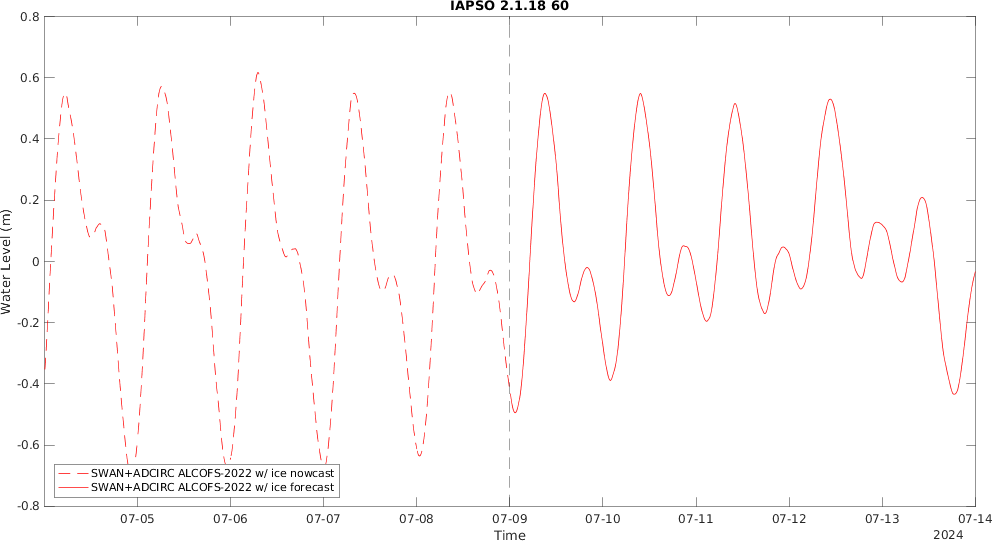 IAPSO 2.1.18 60
Water Level (m)
0.8
0.6
0.4
0.2
0
-0.2
-0.4
-0.6
-0.8
SWAN+ADCIRC ALCOFS-2022 w/ ice nowcast
SWAN+ADCIRC ALCOFS-2022 w/ ice forecast
07-05 07-06 07-07 07-08 07-09 07-10 07-11 07-12 07-13 07-14
Time
2024